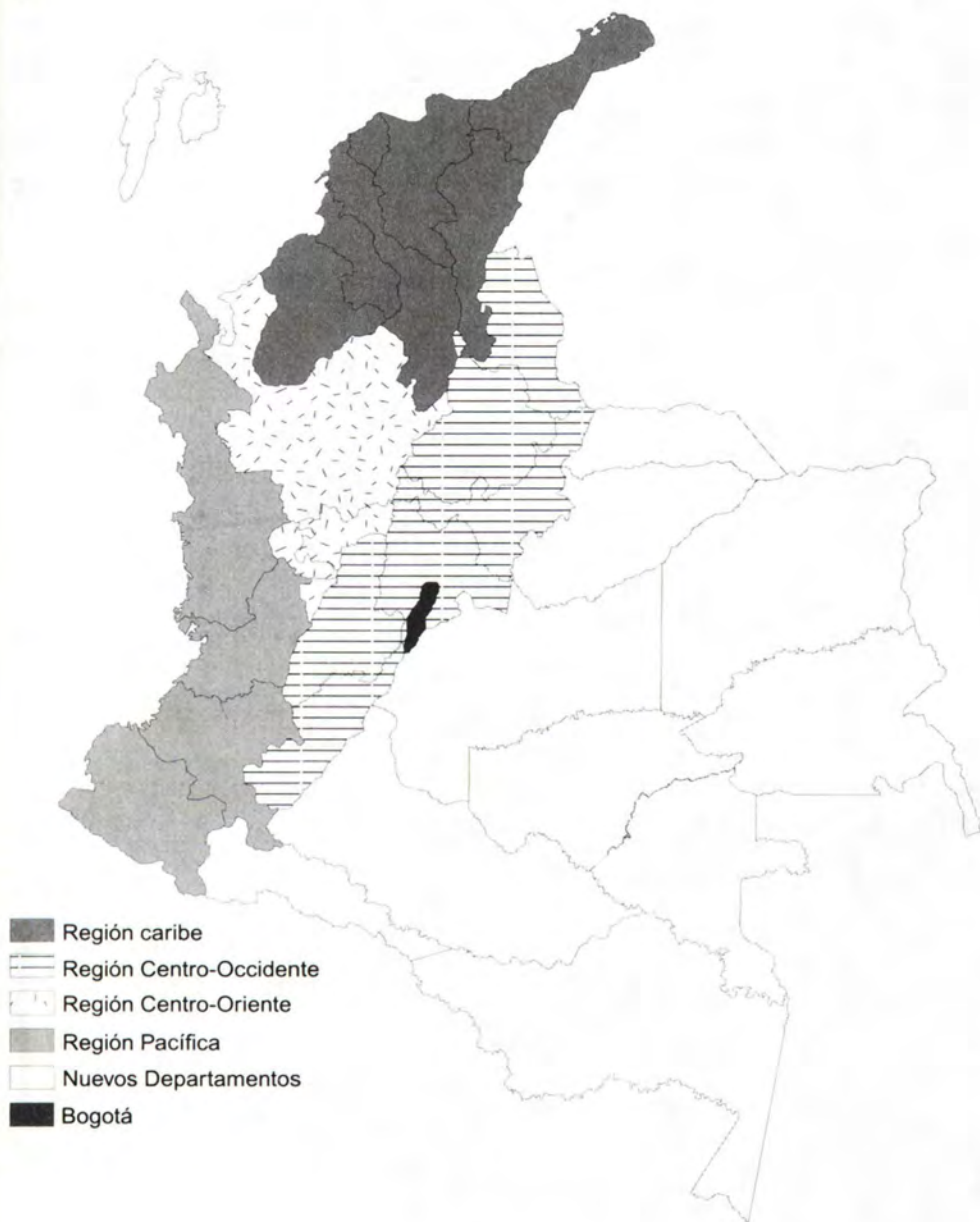 Región caribe
Región Centro-Occidente
Región Centro-Oriente
Región Pacífica
Nuevos Departamentos
Bogotá